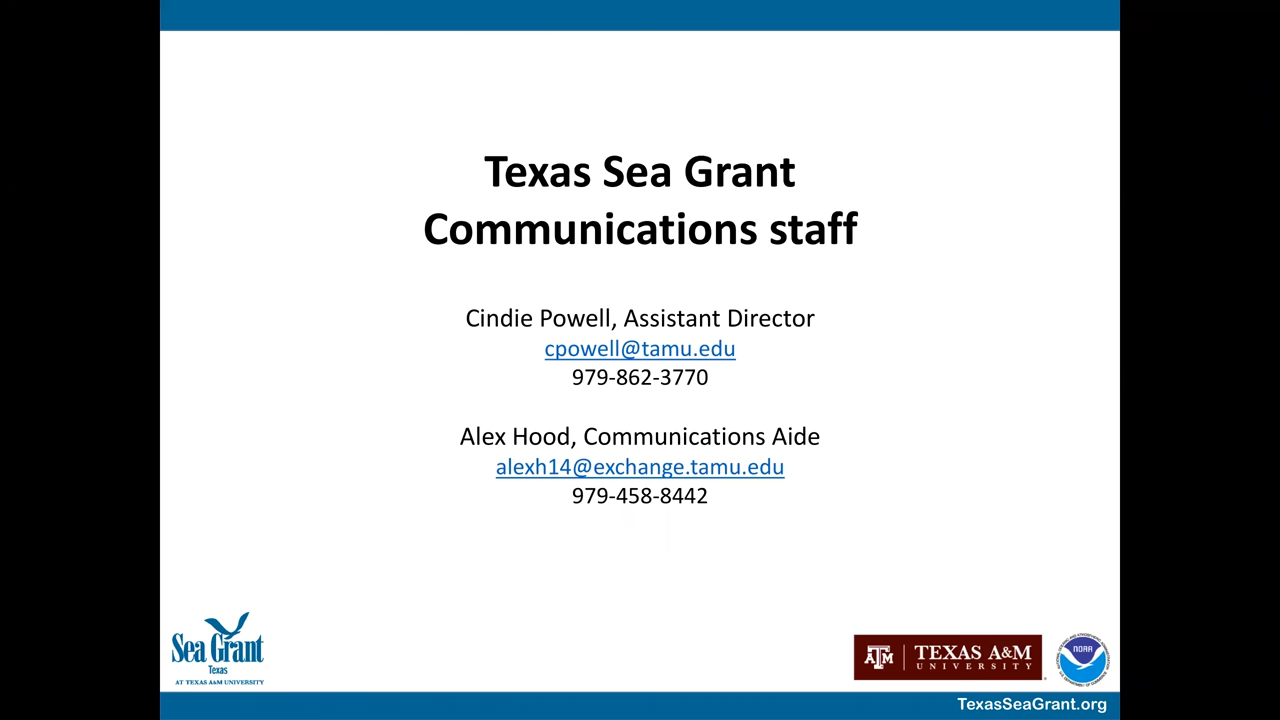 Texas Sea Grant
Communications staff
Cindie Powell, Assistant Director
cpowell@tamu.edu
979-862-3770
Alex Hood, Communications Aide
alexh14@exchange.tamu.edu
979-458-8442
Sea Grant
Texas
AT TEXAS A&M UNIVERSITY
ATM
TEXAS A&M
UNIVERSITY
NOAA
TexasSeaGrant.org